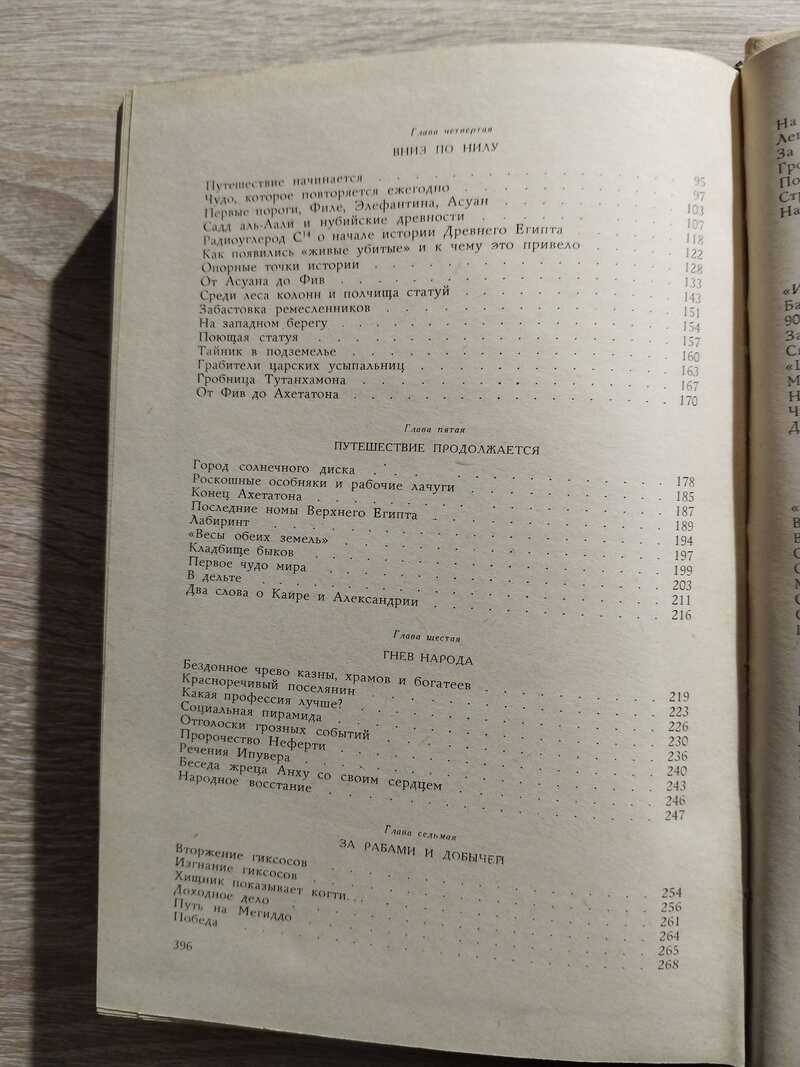 Глава четвертая
ВНИЗ ПО НИЛУ
Путешествие начинается 95
Чудо, которое повторяется ежегодно 97
Первые пороги, Филе, Элефантина, Асуан 103
Садд аль-Аали и нубийские древности 107
Радиоуглерод C¹⁴ о начале истории Древнего Египта 118
Как появились «живые убитые» и к чему это привело 122
Опорные точки истории 128
От Асуана до Фив 133
Среди леса колонн и полчища статуй 143
Забастовка ремесленников 151
На западном берегу 154
Поющая статуя 157
Тайник в подземелье 160
Грабители царских усыпальниц 163
Гробница Тутанхамона 167
От Фив до Ахетатона 170
Глава пятая
ПУТЕШЕСТВИЕ ПРОДОЛЖАЕТСЯ
Город солнечного диска 178
Роскошные особняки и рабочие лачуги 185
Конец Ахетатона 187
Последние номы Верхнего Египта 189
Лабиринт 194
«Весы обеих земель» 197
Кладбище быков 199
Первое чудо мира 203
В дельте 211
Два слова о Каире и Александрии 216
Глава шестая
ГНЕВ НАРОДА
Бездонное чрево казны, храмов и богатеев 219
Красноречивый поселянин 223
Какая профессия лучше? 226
Социальная пирамида 230
Отголоски грозных событий 236
Пророчество Неферти 240
Речения Ипувера 243
Беседа жреца Анху со своим сердцем 246
Народное восстание 247
Глава седьмая
ЗА РАБАМИ И ДОБЫЧЕЙ
Вторжение гиксосов 254
Изгнание гиксосов 256
Хищник показывает когти... 261
Доходное дело 264
Путь на Мегиддо 265
Победа 268
396